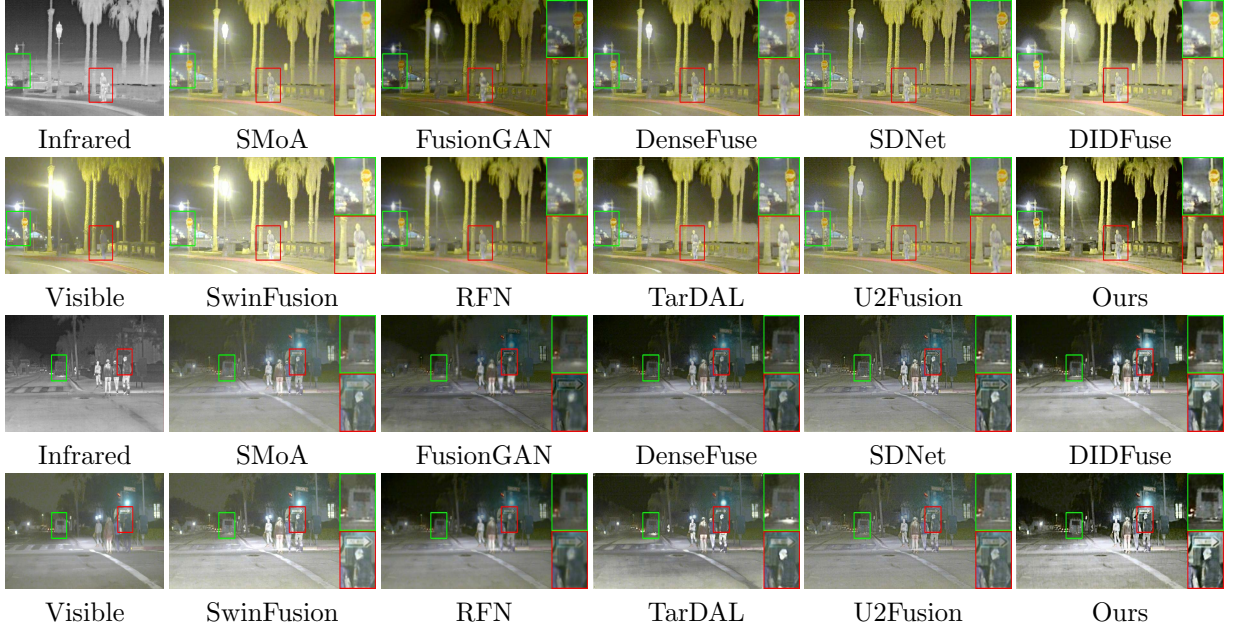 Infrared SMoA FusionGAN DenseFuse SDNet DIDFuse
Visible SwinFusion RFN TarDAL U2Fusion Ours
Infrared SMoA FusionGAN DenseFuse SDNet DIDFuse
Visible SwinFusion RFN TarDAL U2Fusion Ours